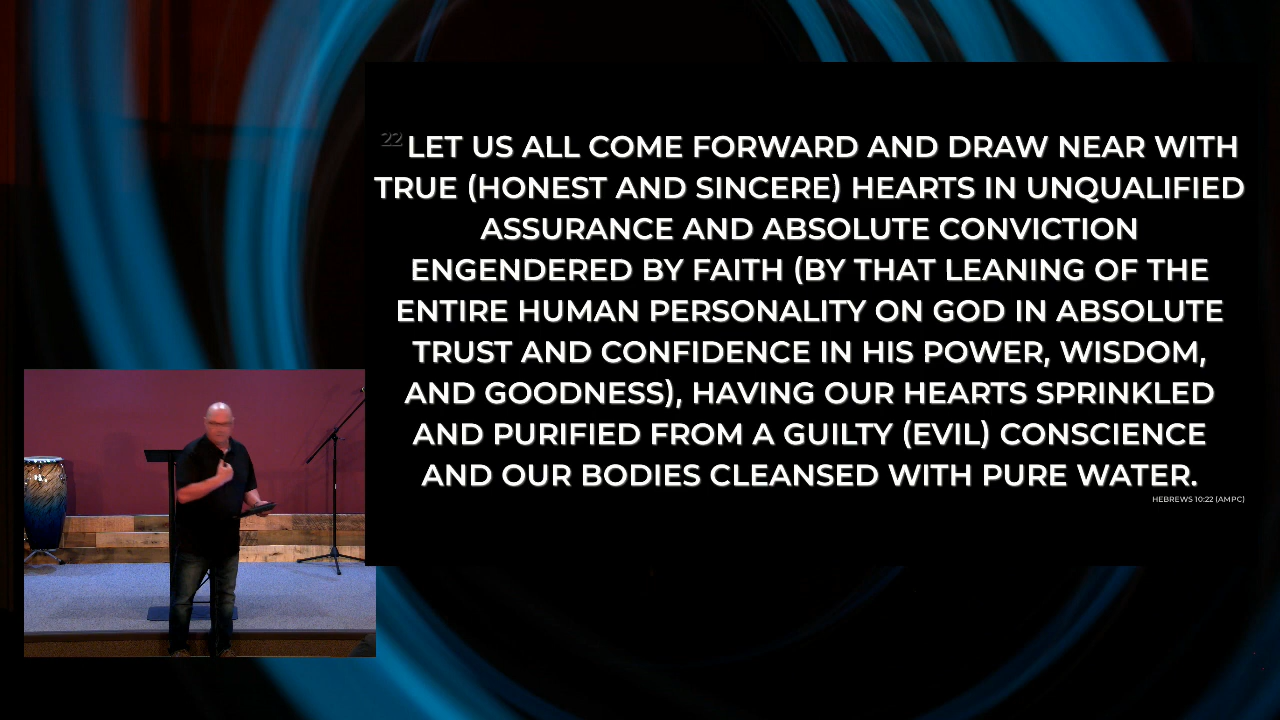 22 LET US ALL COME FORWARD AND DRAW NEAR WITH
TRUE (HONEST AND SINCERE) HEARTS IN UNQUALIFIED
ASSURANCE AND ABSOLUTE CONVICTION
ENGENDERED BY FAITH (BY THAT LEANING OF THE
ENTIRE HUMAN PERSONALITY ON GOD IN ABSOLUTE
TRUST AND CONFIDENCE IN HIS POWER, WISDOM,
AND GOODNESS), HAVING OUR HEARTS SPRINKLED
AND PURIFIED FROM A GUILTY (EVIL) CONSCIENCE
AND OUR BODIES CLEANSED WITH PURE WATER.
HEBREWS 10:22 (AMPC)